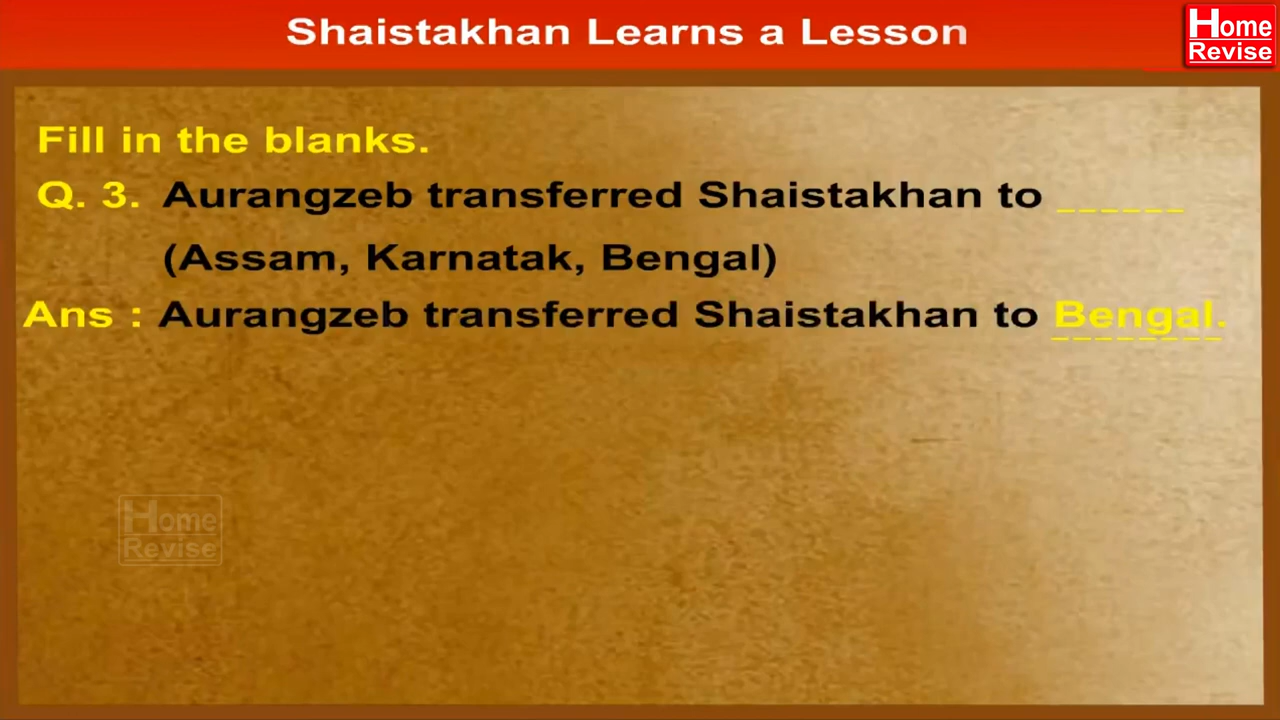 Shaistakhan Learns a Lesson
Home
Revise
Fill in the blanks.
Q. 3. Aurangzeb transferred Shaistakhan to ______
(Assam, Karnatak, Bengal)
Ans : Aurangzeb transferred Shaistakhan to Bengal.
Home
Revise